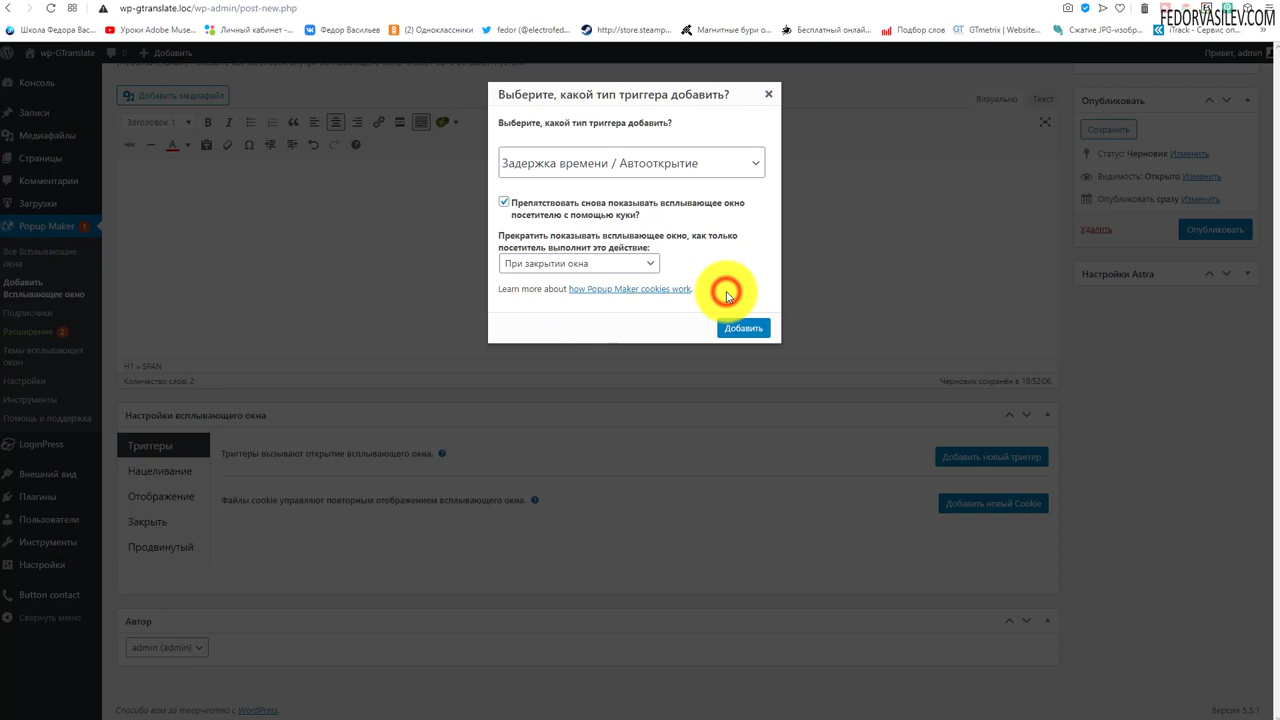 wp-gtranslate.loc/wp-admin/post-new.php
FEDORVASILEV.COM
Школа Федора Вас...
Уроки Adobe Muse...
Личный кабинет -...
Федор Васильев
(2) Одноклассники
fedor (@electrofed...
http://store.steamp...
Магнитные бури о...
Бесплатный онлай...
Подбор слов
GTmetrix | Website...
Сжатие JPG-изобр...
iTrack - Сервис оп...
wp-GTranslate
0
Добавить
Привет, admin
Консоль
Записи
Медиафайлы
Страницы
Комментарии
Загрузки
Popup Maker 1
Все Всплывающие
окна
Добавить
Всплывающее окно
Подписчики
Расширение 2
Темы всплывающих
окон
Настройки
Инструменты
Помощь и поддержка
LoginPress
Внешний вид
Плагины
Пользователи
Инструменты
Настройки
Button contact
Свернуть меню
Добавить медиафайл
Визуально
Текст
Заголовок 1
H1 » SPAN
Количество слов: 2
Черновик сохранён в 19:52:06.
Выберите, какой тип триггера добавить?
Выберите, какой тип триггера добавить?
Задержка времени / Автооткрытие
Препятствовать снова показывать всплывающее окно
посетителю с помощью куки?
Прекратить показывать всплывающее окно, как только
посетитель выполнит это действие:
При закрытии окна
Learn more about how Popup Maker cookies work.
Добавить
Опубликовать
Сохранить
Статус: Черновик Изменить
Видимость: Открыто Изменить
Опубликовать сразу Изменить
Удалить
Опубликовать
Настройки Astra
Настройки всплывающего окна
Триггеры
Нацеливание
Отображение
Закрыть
Продвинутый
Триггеры вызывают открытие всплывающего окна.
Добавить новый триггер
Файлы cookie управляют повторным отображением всплывающего окна.
Добавить новый Cookie
Автор
admin (admin)
Спасибо вам за творчество с WordPress.
Версия 5.5.1